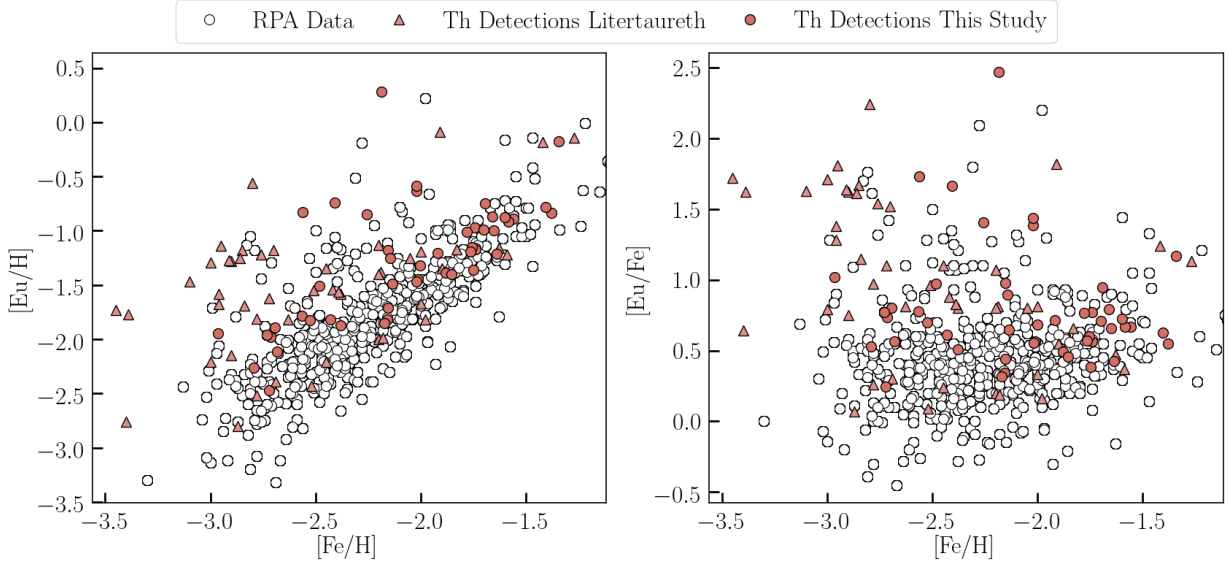 RPA Data Th Detections Litertaureth Th Detections This Study
0.5
0.0
−0.5
−1.0
−1.5
−2.0
−2.5
−3.0
−3.5
[Eu/H]
−3.5 −3.0 −2.5 −2.0 −1.5
[Fe/H]
2.5
2.0
1.5
1.0
0.5
0.0
−0.5
[Eu/Fe]
−3.5 −3.0 −2.5 −2.0 −1.5
[Fe/H]